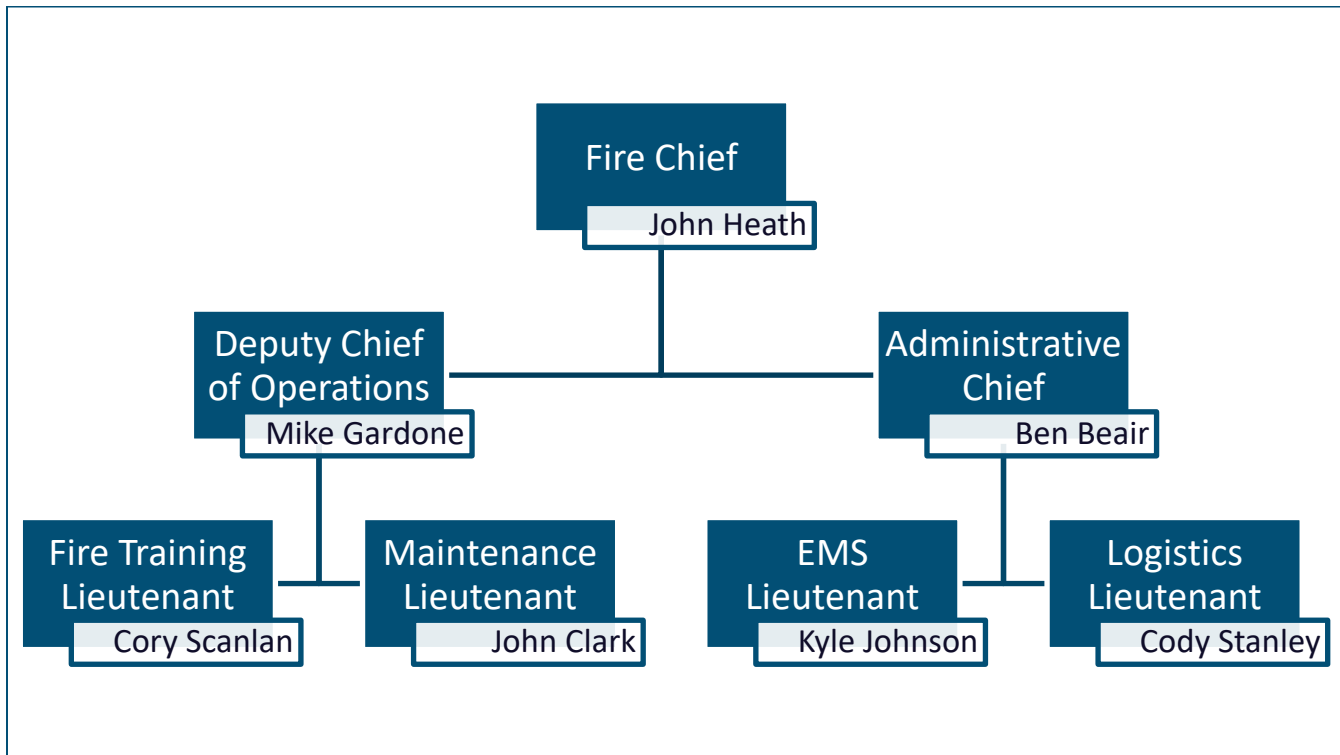 Fire Chief
John Heath
Deputy Chief
of Operations
Mike Gardone
Administrative
Chief
Ben Beair
Fire Training
Lieutenant
Cory Scanlan
Maintenance
Lieutenant
John Clark
EMS
Lieutenant
Kyle Johnson
Logistics
Lieutenant
Cody Stanley